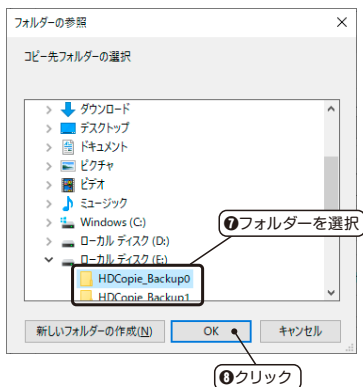 フォルダーの参照
コピー先フォルダーの選択
ダウンロード
デスクトップ
ドキュメント
ピクチャ
ビデオ
ミュージック
Windows (C:)
ローカル ディスク (D:)
ローカル ディスク (E:)
HDCopie_Backup0
HDCopie_Backup1
❼フォルダーを選択
新しいフォルダーの作成(N) OK キャンセル
❽クリック